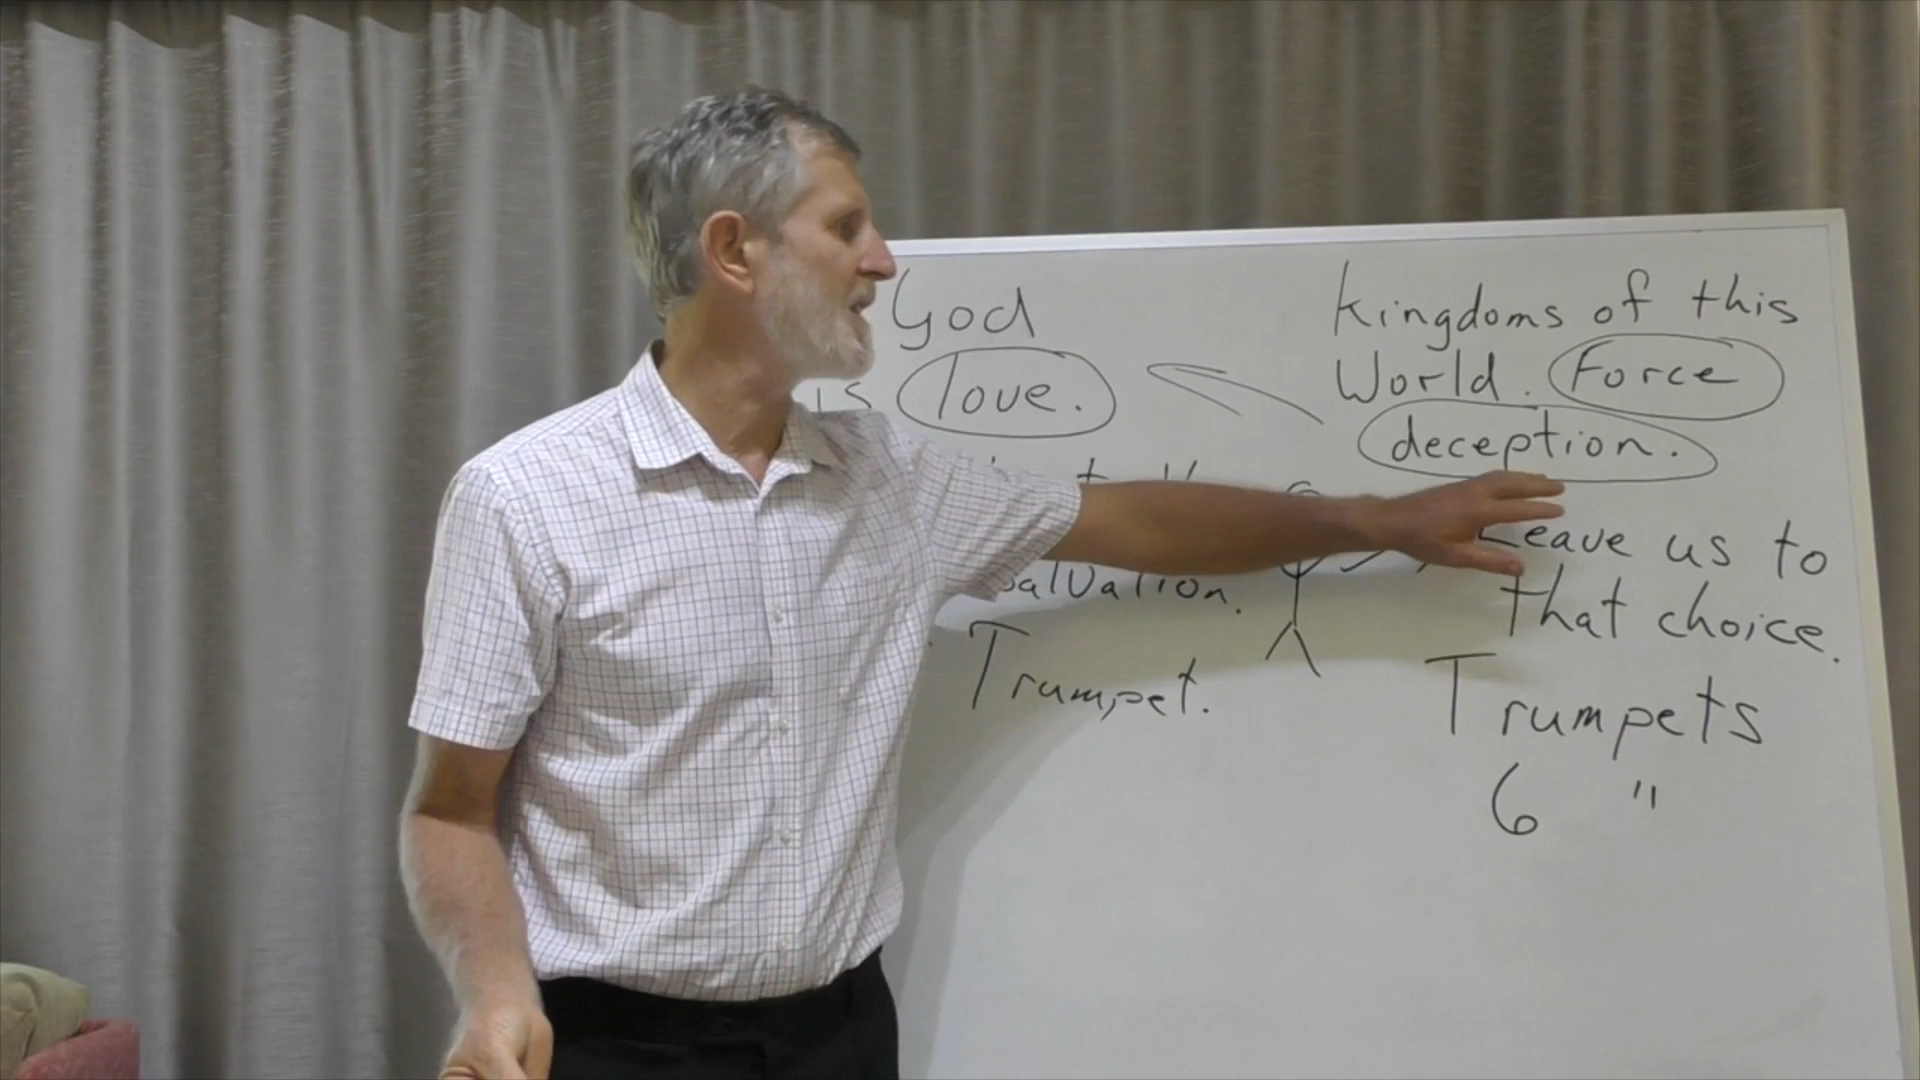 God
is love.
Salvation.
Trumpet.
Kingdoms of this
World. Force
deception.
Leave us to
that choice.
Trumpets
6 "